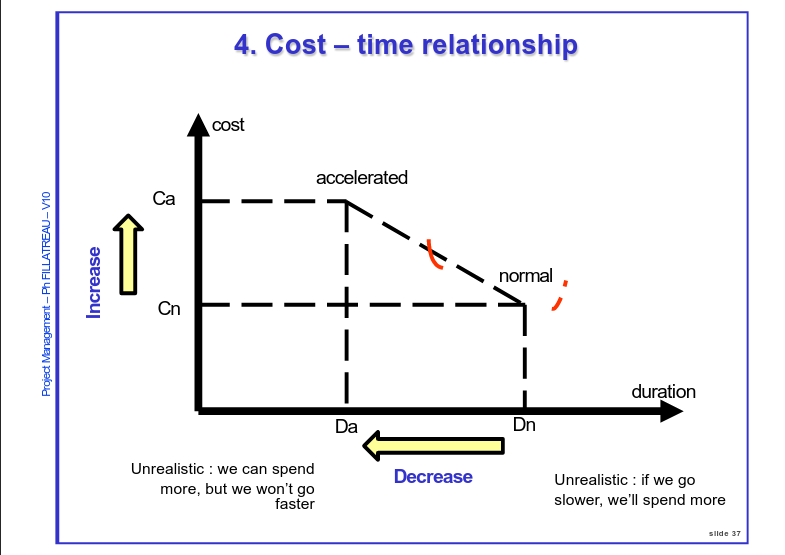 4. Cost – time relationship
cost
accelerated
Ca
normal
Cn
Increase
Project Management – Ph FILLATREAU – V10
duration
Da
Dn
Decrease
Unrealistic : we can spend
more, but we won't go
faster
Unrealistic : if we go
slower, we'll spend more
slide 37